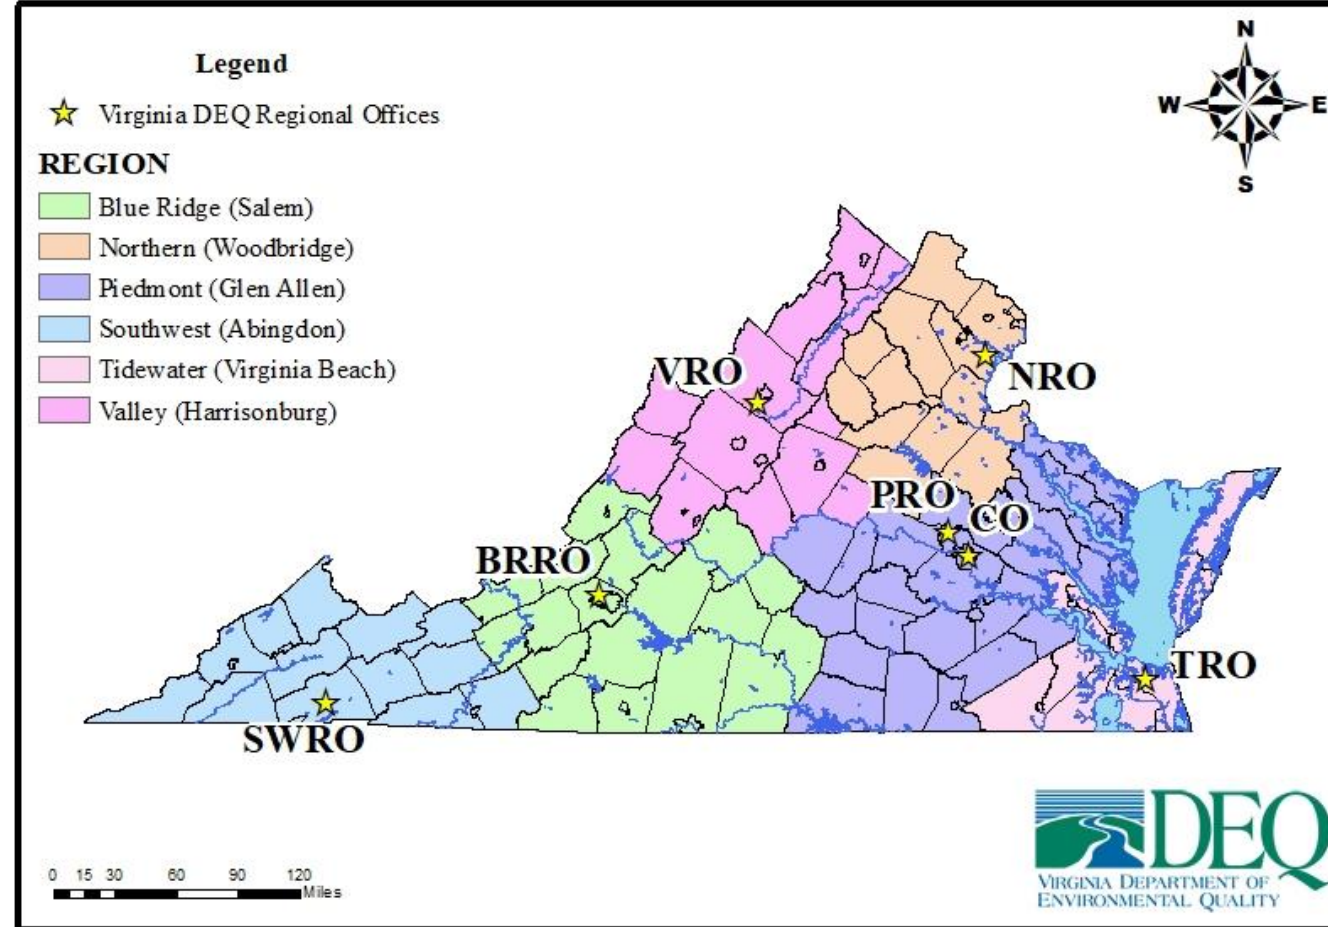 Legend
Virginia DEQ Regional Offices
REGION
Blue Ridge (Salem)
Northern (Woodbridge)
Piedmont (Glen Allen)
Southwest (Abingdon)
Tidewater (Virginia Beach)
Valley (Harrisonburg)
N
W E
S
VRO
NRO
PRO
CO
BRRO
TRO
SWRO
0 15 30 60 90 120
Miles
DEQ
VIRGINIA DEPARTMENT OF
ENVIRONMENTAL QUALITY